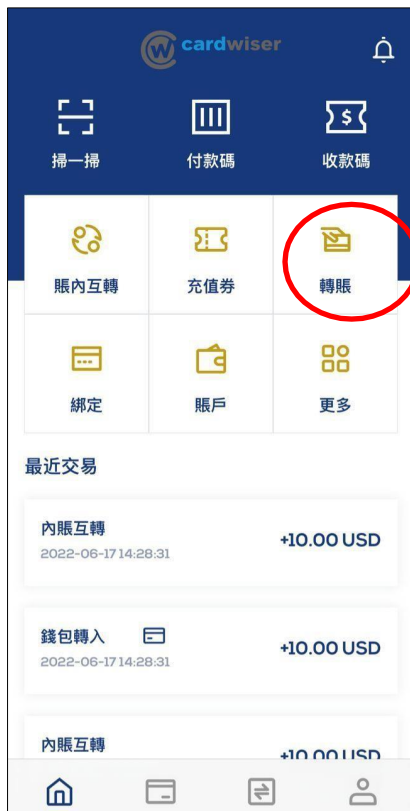 cardwiser
掃一掃 付款碼 收款碼
賬內互轉 充值券 轉賬
綁定 賬戶 更多
最近交易
內賬互轉
+10.00 USD
2022-06-17 14:28:31
錢包轉入
+10.00 USD
2022-06-17 14:28:31
內賬互轉
+10.00 USD